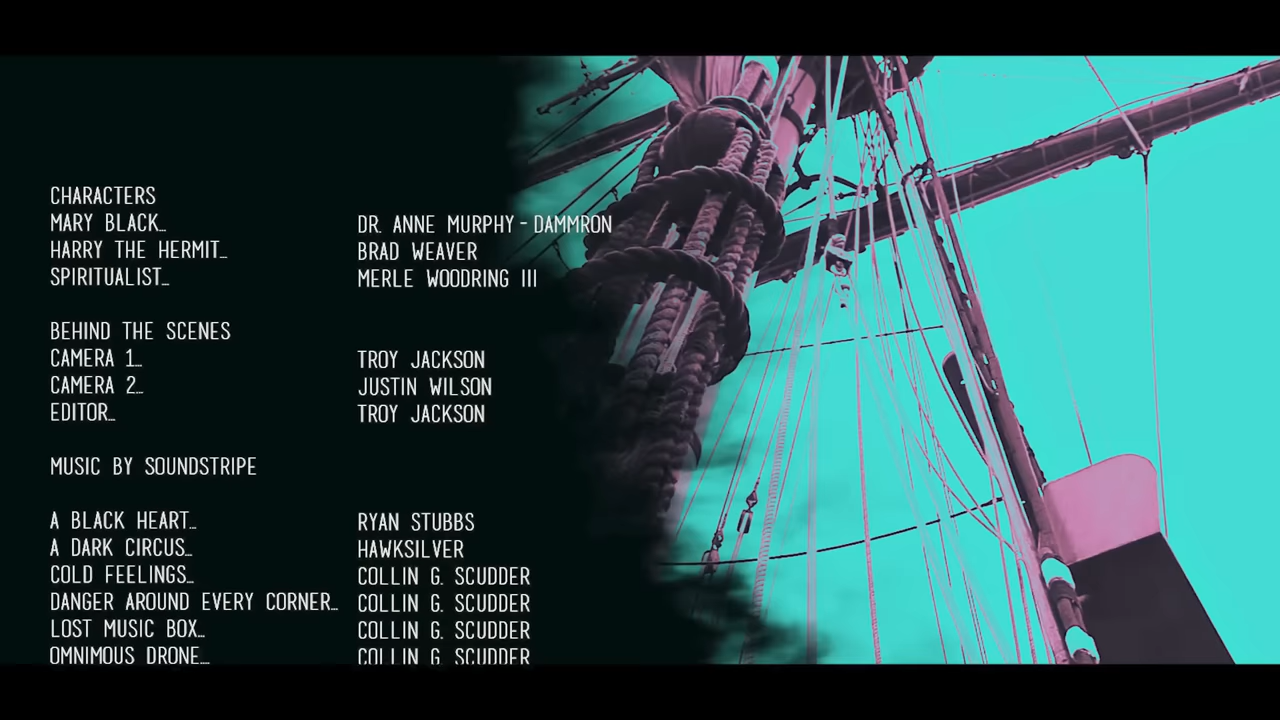 CHARACTERS
MARY BLACK… DR. ANNE MURPHY - DAMMRON
HARRY THE HERMIT… BRAD WEAVER
SPIRITUALIST… MERLE WOODRING III
BEHIND THE SCENES
CAMERA 1… TROY JACKSON
CAMERA 2… JUSTIN WILSON
EDITOR… TROY JACKSON
MUSIC BY SOUNDSTRIPE
A BLACK HEART… RYAN STUBBS
A DARK CIRCUS… HAWKSILVER
COLD FEELINGS… COLLIN G. SCUDDER
DANGER AROUND EVERY CORNER… COLLIN G. SCUDDER
LOST MUSIC BOX… COLLIN G. SCUDDER
OMNIMOUS DRONE… COLLIN G. SCUDDER